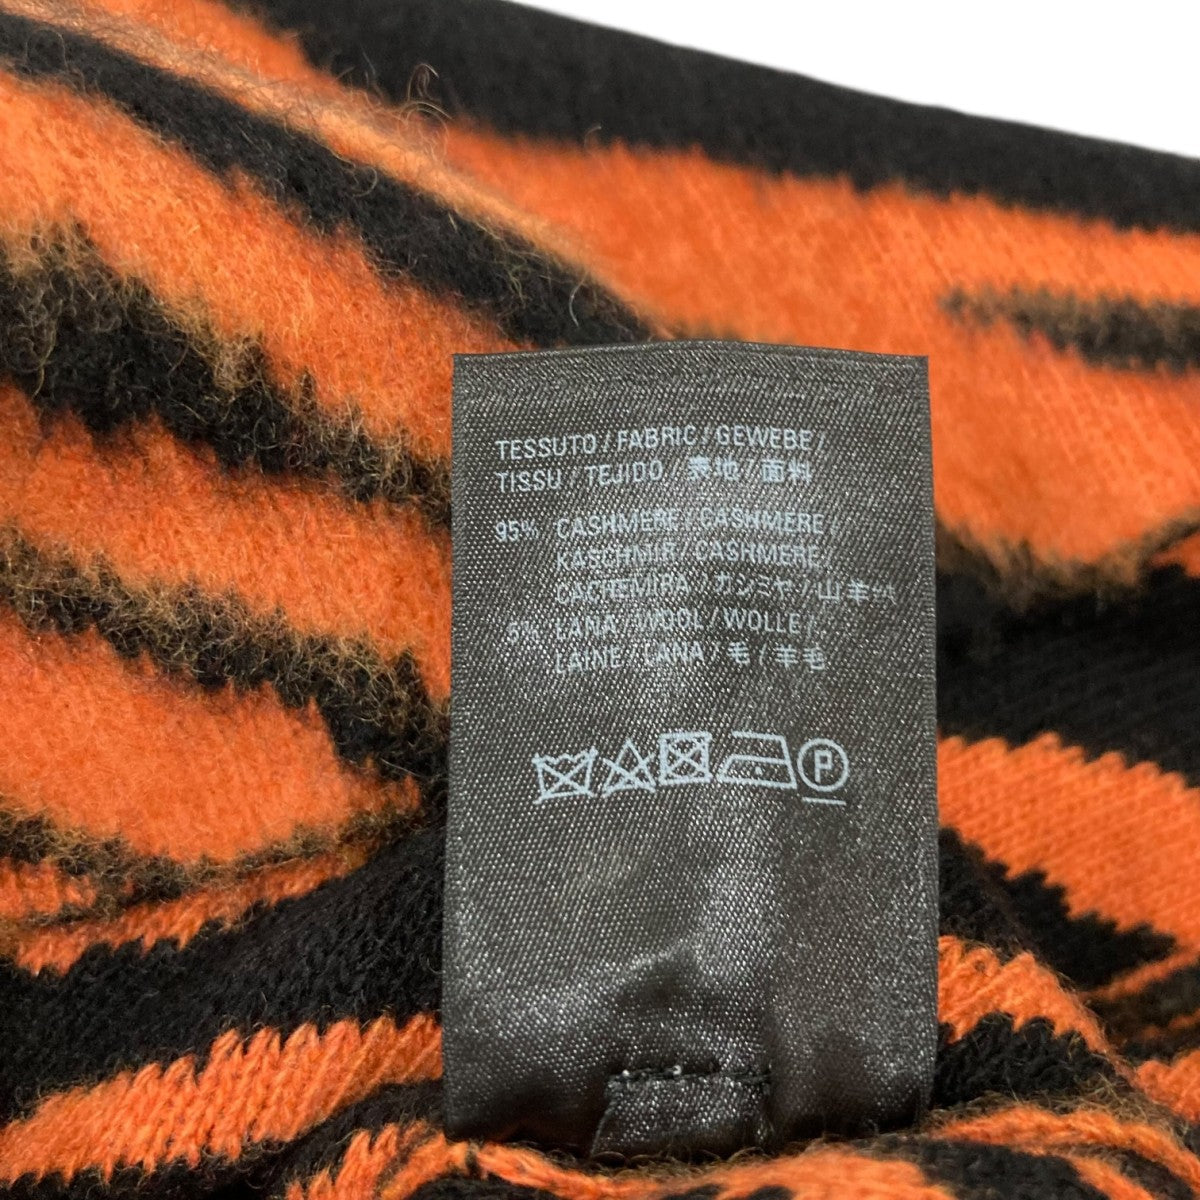 TESSUTO / FABRIC / GEWEBE /
TISSU / TEJIDO / 表地 / 面料
95% CASHMERE / CASHMERE /
KASCHMIR / CASHMERE /
CACHEMIRA / カシミヤ / 山羊绒
5% LANA / WOOL / WOLLE /
LAINE / LANA / 毛 / 羊毛
P